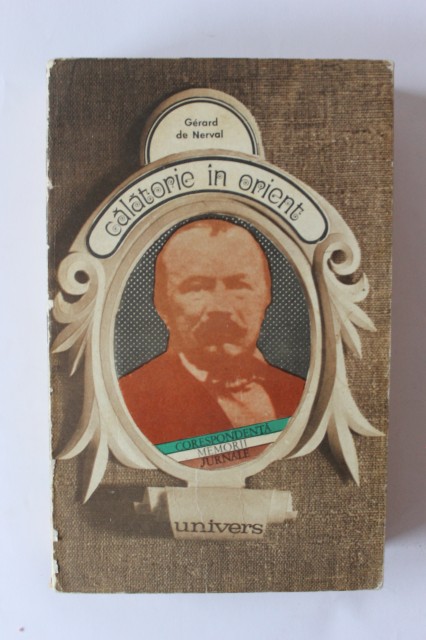 Gérard
de Nerval
călătorie în orient
CORESPONDENȚĂ
MEMORII
JURNALE
univers